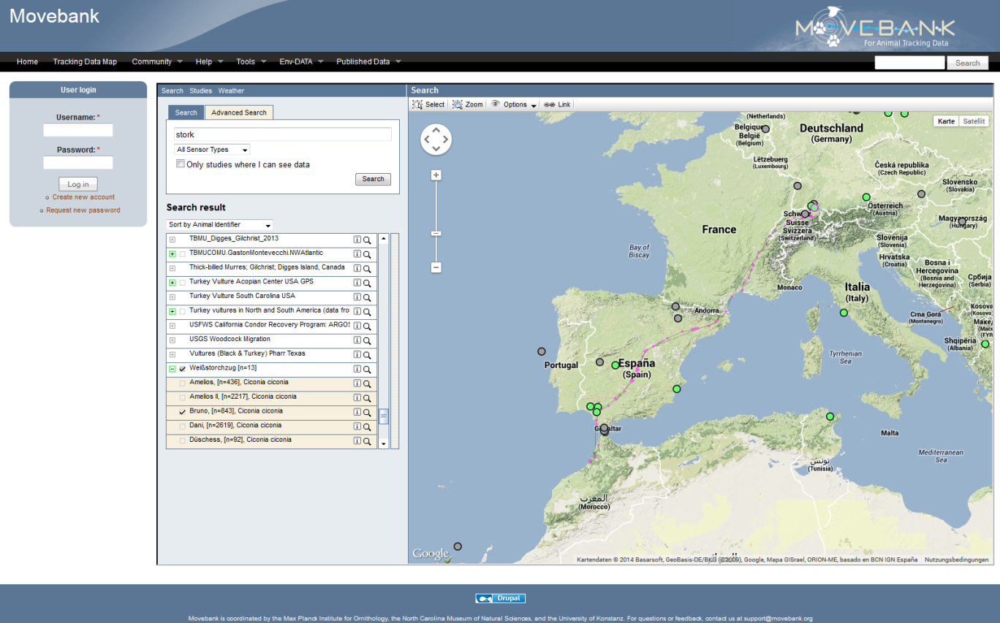 Movebank
MOVEBANK
For Animal Tracking Data
Home Tracking Data Map Community Help Tools Env-DATA Published Data Search
User login
Username: *
Password: *
Log in
Create new account
Request new password
Search Studies Weather
Search Advanced Search
stork
All Sensor Types
Only studies where I can see data
Search
Search result
Sort by Animal Identifier
TBMU_Digges_Gilchrist_2013
TBMUCOMU.GastonMontevecchi.NWAtlantic
Thick-billed Murres; Gilchrist; Digges Island, Canada
Turkey Vulture Acopian Center USA GPS
Turkey Vulture South Carolina USA
Turkey vultures in North and South America (data fro
USFWS California Condor Recovery Program: ARGOS
USGS Woodcock Migration
Vultures (Black & Turkey) Pharr Texas
Weißstorchzug [n=13]
Amelios, [n=436], Ciconia ciconia
Amelios II, [n=2217], Ciconia ciconia
Bruno, [n=843], Ciconia ciconia
Dani, [n=2619], Ciconia ciconia
Düschess, [n=92], Ciconia ciconia
Search
Select Zoom Options Link
Karte Satellit
(Netherlands)
Belgique
België
(Belgium)
Deutschland
(Germany)
Lëtzebuerg
(Luxembourg)
Česká republika
(Czech Republic)
Slovensko
(Slovakia)
Österreich
(Austria)
Magyarország
(Hungary)
Schweiz
Suisse
Svizzera
(Switzerland)
France
Slovenija
(Slovenia)
Hrvatska
(Croatia)
Bosna i
Hercegovina
(Bosnia and
Herzegovina)
Србија
(Serbia)
Bay of
Biscay
Monaco
Italia
(Italy)
Andorra
Crna Gora
(Montenegro)
Kosova
(Kosovo)
Shqipëria
(Albania)
(FYR
Portugal
España
(Spain)
Tyrrhenian
Sea
Gibraltar
Malta
Mediterranean
Sea
تونس
(Tunisia)
المغرب
(Morocco)
Google
Kartendaten © 2014 Basarsoft, GeoBasis-DE/BKG (©2009), Google, Mapa GISrael, ORION-ME, basado en BCN IGN España Nutzungsbedingungen
Drupal
Movebank is coordinated by the Max Planck Institute for Ornithology, the North Carolina Museum of Natural Sciences, and the University of Konstanz. For questions or feedback, contact us at support@movebank.org